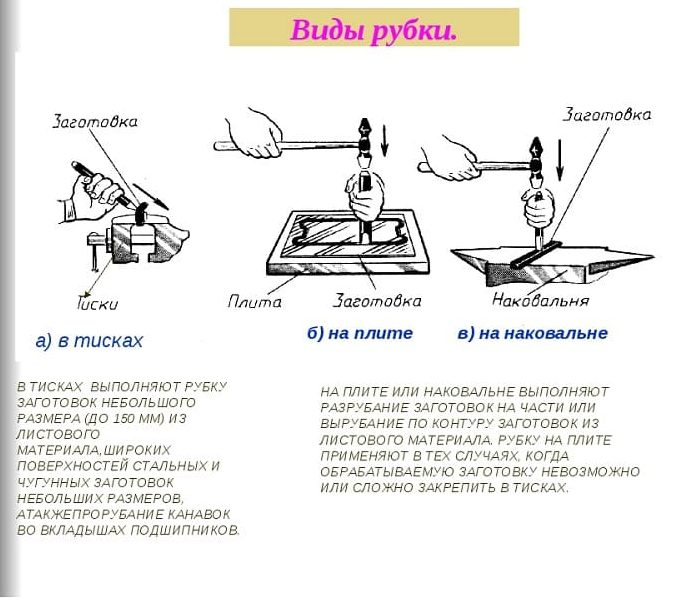 Виды рубки.
Заготовка
Заготовка
Тиски
Плита
Заготовка
Наковальня
а) в тисках
б) на плите
в) на наковальне
В ТИСКАХ ВЫПОЛНЯЮТ РУБКУ
ЗАГОТОВОК НЕБОЛЬШОГО
РАЗМЕРА (ДО 150 ММ) ИЗ
ЛИСТОВОГО
МАТЕРИАЛА,ШИРОКИХ
ПОВЕРХНОСТЕЙ СТАЛЬНЫХ И
ЧУГУННЫХ ЗАГОТОВОК
НЕБОЛЬШИХ РАЗМЕРОВ,
АТАКЖЕПРОРУБАНИЕ КАНАВОК
ВО ВКЛАДЫШАХ ПОДШИПНИКОВ.
НА ПЛИТЕ ИЛИ НАКОВАЛЬНЕ ВЫПОЛНЯЮТ
РАЗРУБАНИЕ ЗАГОТОВОК НА ЧАСТИ ИЛИ
ВЫРУБАНИЕ ПО КОНТУРУ ЗАГОТОВОК ИЗ
ЛИСТОВОГО МАТЕРИАЛА. РУБКУ НА ПЛИТЕ
ПРИМЕНЯЮТ В ТЕХ СЛУЧАЯХ, КОГДА
ОБРАБАТЫВАЕМУЮ ЗАГОТОВКУ НЕВОЗМОЖНО
ИЛИ СЛОЖНО ЗАКРЕПИТЬ В ТИСКАХ.